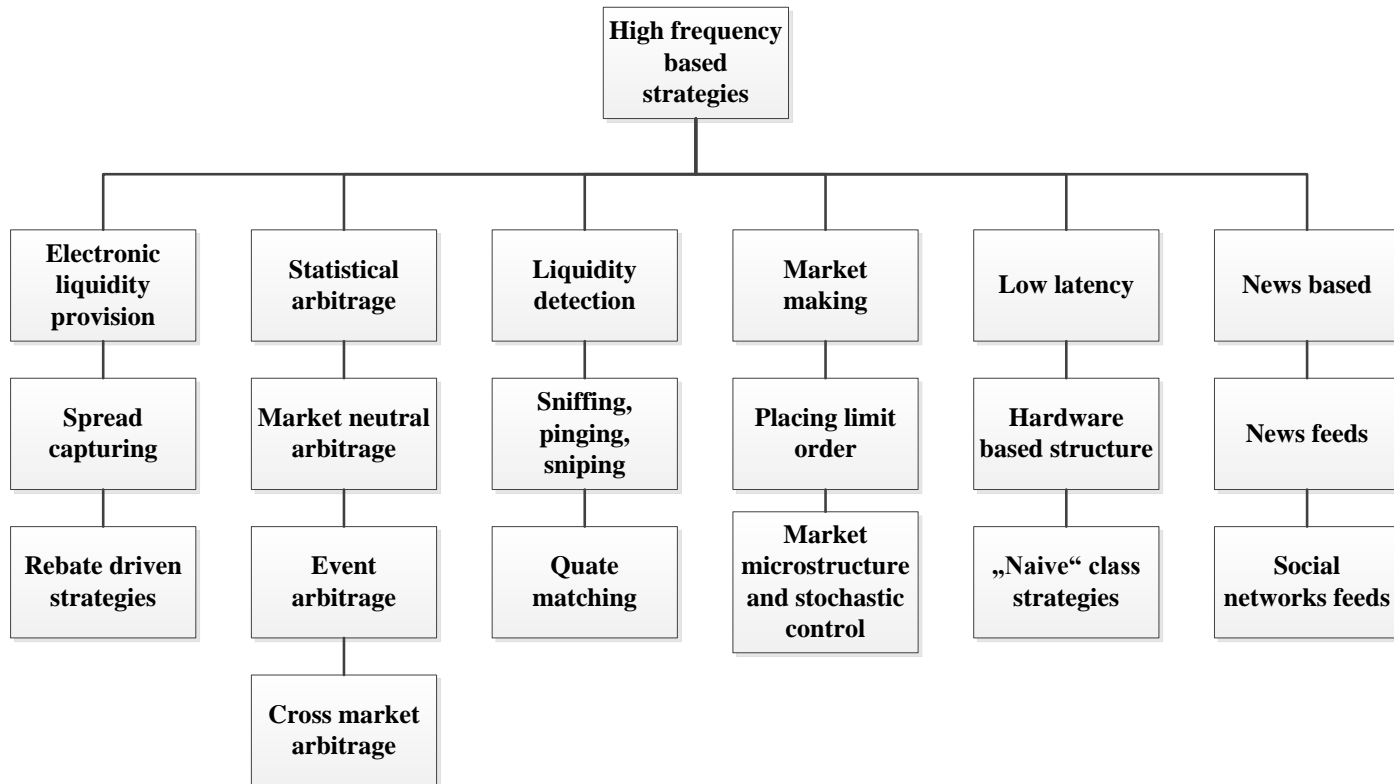 High frequency
based
strategies
Electronic
liquidity
provision
Statistical
arbitrage
Liquidity
detection
Market
making
Low latency
News based
Spread
capturing
Market neutral
arbitrage
Sniffing,
pinging,
sniping
Placing limit
order
Hardware
based structure
News feeds
Rebate driven
strategies
Event
arbitrage
Quate
matching
Market
microstructure
and stochastic
control
„Naive“ class
strategies
Social
networks feeds
Cross market
arbitrage